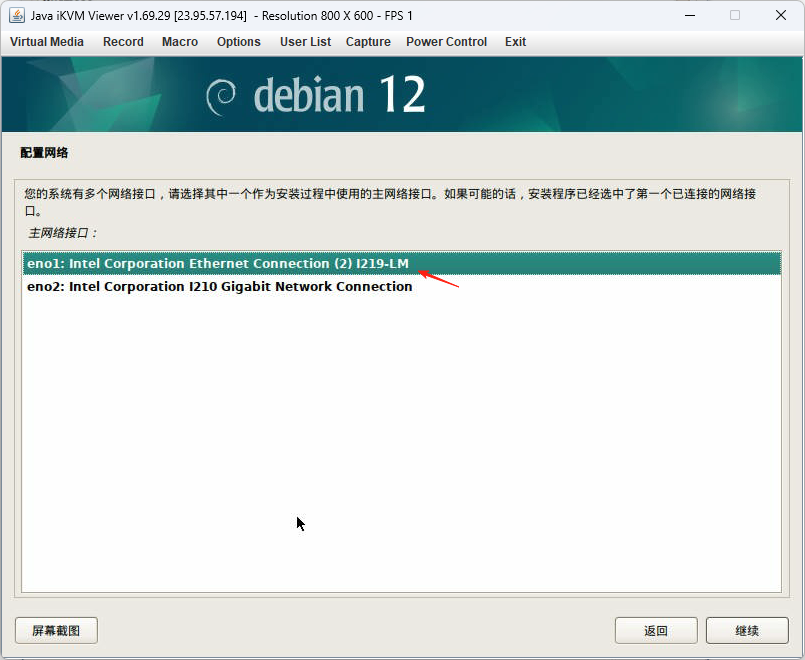 Java iKVM Viewer v1.69.29 [23.95.57.194] - Resolution 800 X 600 - FPS 1
Virtual Media Record Macro Options User List Capture Power Control Exit
debian 12
配置网络
您的系统有多个网络接口，请选择其中一个作为安装过程中使用的主网络接口。如果可能的话，安装程序已经选中了第一个已连接的网络接
口。
主网络接口：
eno1: Intel Corporation Ethernet Connection (2) I219-LM
eno2: Intel Corporation I210 Gigabit Network Connection
屏幕截图 返回 继续